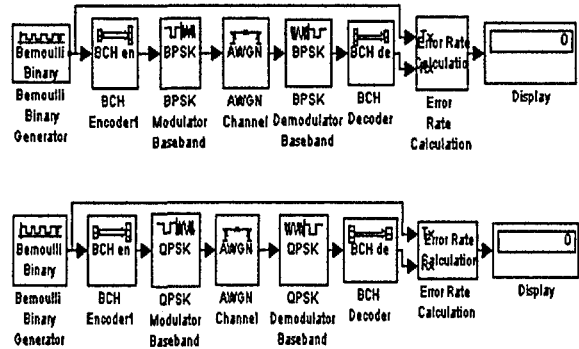 Bernoulli
Binary
BCH en
BPSK
AWGN
BPSK
BCH de
Tx
Error Rate
Calculation
Rx
0
Bernoulli
Binary
Generator
BCH
Encoder1
BPSK
Modulator
Baseband
AWGN
Channel
BPSK
Demodulator
Baseband
BCH
Decoder
Error
Rate
Calculation
Display
Bernoulli
Binary
BCH en
QPSK
AWGN
QPSK
BCH de
Tx
Error Rate
Calculation
Rx
0
Bernoulli
Binary
Generator
BCH
Encoder1
QPSK
Modulator
Baseband
AWGN
Channel
QPSK
Demodulator
Baseband
BCH
Decoder
Error Rate
Calculation
Display